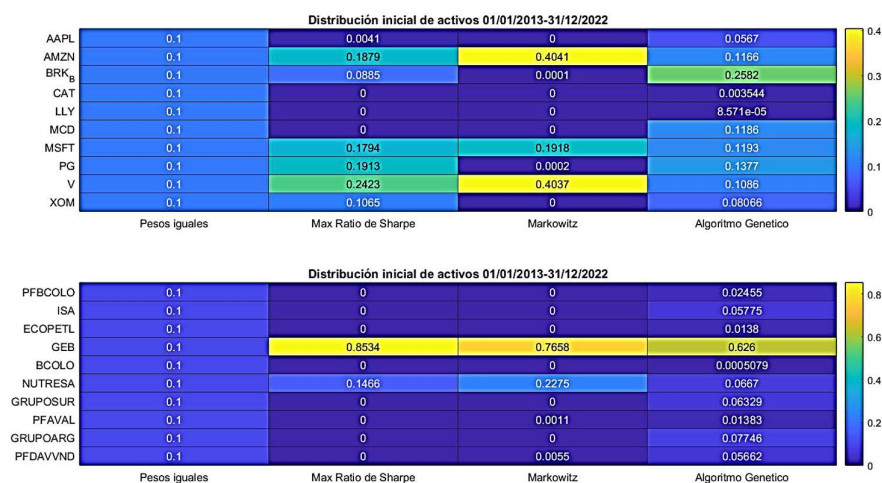 Distribución inicial de activos 01/01/2013-31/12/2022
AAPL 0.1 0.0041 0 0.0567
AMZN 0.1 0.1879 0.4041 0.1166
BRK_B 0.1 0.0885 0.0001 0.2582
CAT 0.1 0 0 0.003544
LLY 0.1 0 0 8.571e-05
MCD 0.1 0 0 0.1186
MSFT 0.1 0.1794 0.1918 0.1193
PG 0.1 0.1913 0.0002 0.1377
V 0.1 0.2423 0.4037 0.1086
XOM 0.1 0.1065 0 0.08066
Pesos iguales Max Ratio de Sharpe Markowitz Algoritmo Genetico
0.4
0.3
0.2
0.1
0
Distribución inicial de activos 01/01/2013-31/12/2022
PFBCOLO 0.1 0 0 0.02455
ISA 0.1 0 0 0.05775
ECOPETL 0.1 0 0 0.0138
GEB 0.1 0.8534 0.7658 0.626
BCOLO 0.1 0 0 0.0005079
NUTRESA 0.1 0.1466 0.2275 0.0667
GRUPOSUR 0.1 0 0 0.06329
PFAVAL 0.1 0 0.0011 0.01383
GRUPOARG 0.1 0 0 0.07746
PFDAVVND 0.1 0 0.0055 0.05662
Pesos iguales Max Ratio de Sharpe Markowitz Algoritmo Genetico
0.8
0.6
0.4
0.2
0